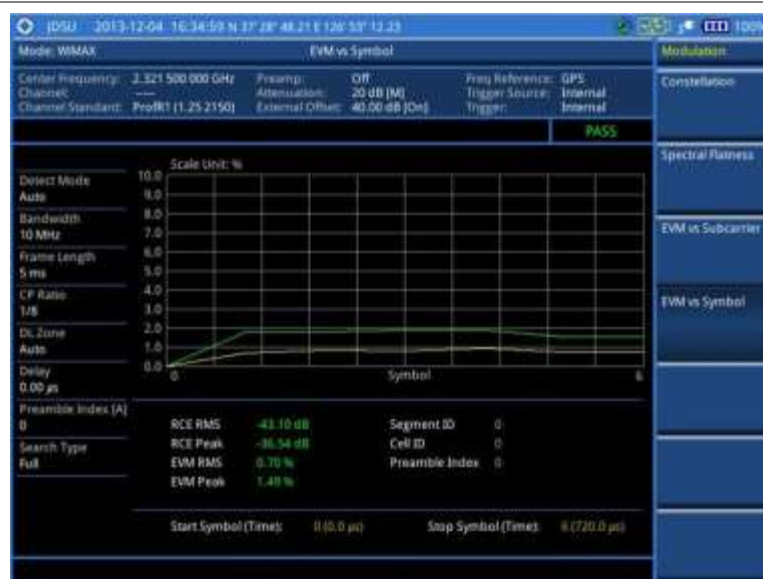 JDSU 2013-12-04 16:34:59 N 37° 28' 48.21 E 126° 53' 12.23 100%
Mode: WIMAX EVM vs Symbol Modulation
Center Frequency: 2.321 500 000 GHz Preamp: Off Freq Reference: GPS
Channel: ---- Attenuation: 20 dB [M] Trigger Source: Internal
Channel Standard: ProfR1 (1.25 2150) External Offset: 40.00 dB [On] Trigger: Internal
PASS
Constellation
Spectral Flatness
EVM vs Subcarrier
EVM vs Symbol
Detect Mode
Auto
Bandwidth
10 MHz
Frame Length
5 ms
CP Ratio
1/8
DL Zone
Auto
Delay
0.00 µs
Preamble Index [A]
0
Search Type
Full
Scale Unit: %
10.0
9.0
8.0
7.0
6.0
5.0
4.0
3.0
2.0
1.0
0.0
0 Symbol 6
RCE RMS -43.10 dB Segment ID 0
RCE Peak -36.54 dB Cell ID 0
EVM RMS 0.70 % Preamble Index 0
EVM Peak 1.49 %
Start Symbol (Time): 0 (0.0 µs) Stop Symbol (Time): 6 (720.0 µs)